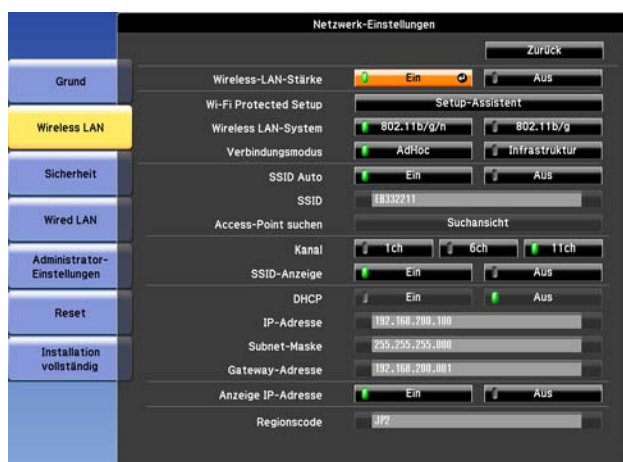 Netzwerk-Einstellungen
Zurück
Grund
Wireless LAN
Sicherheit
Wired LAN
Administrator-
Einstellungen
Reset
Installation
vollständig
Wireless-LAN-Stärke Ein Aus
Wi-Fi Protected Setup Setup-Assistent
Wireless LAN-System 802.11b/g/n 802.11b/g
Verbindungsmodus AdHoc Infrastruktur
SSID Auto Ein Aus
SSID EB332211
Access-Point suchen Suchansicht
Kanal 1ch 6ch 11ch
SSID-Anzeige Ein Aus
DHCP Ein Aus
IP-Adresse 192.168.200.100
Subnet-Maske 255.255.255.000
Gateway-Adresse 192.168.200.001
Anzeige IP-Adresse Ein Aus
Regionscode JP2